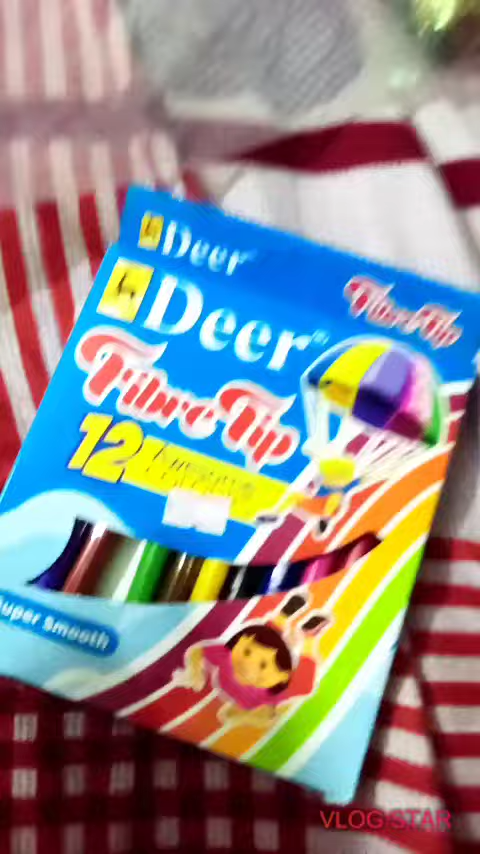 Deer
Fibre Tip
Deer
Fibre Tip
12
Super Smooth
VLOG STAR